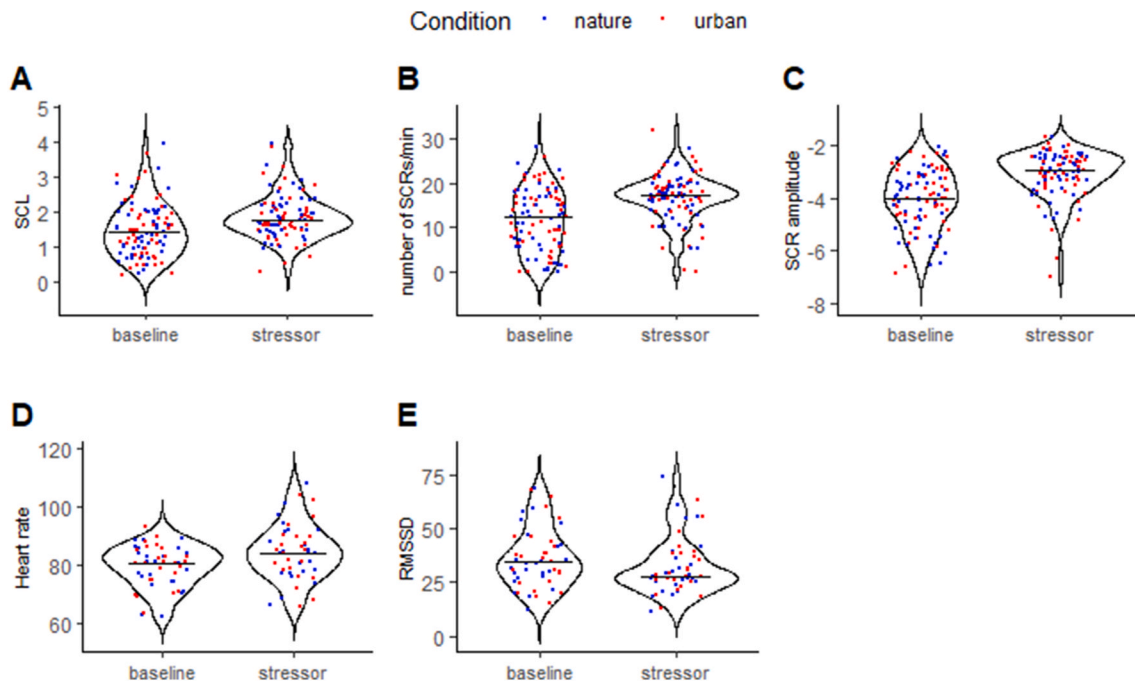 Condition nature urban
A
SCL
5
4
3
2
1
0
baseline stressor
B
number of SCRs/min
30
20
10
0
baseline stressor
C
SCR amplitude
-2
-4
-6
-8
baseline stressor
D
Heart rate
120
100
80
60
baseline stressor
E
RMSSD
75
50
25
0
baseline stressor